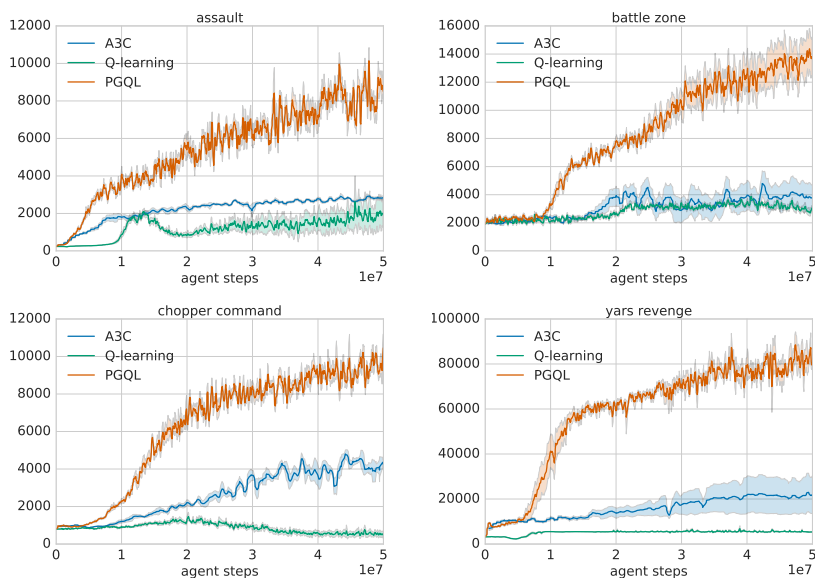 assault
12000
10000
8000
6000
4000
2000
0
A3C
Q-learning
PGQL
0 1 2 3 4 5
agent steps 1e7
battle zone
16000
14000
12000
10000
8000
6000
4000
2000
0
A3C
Q-learning
PGQL
0 1 2 3 4 5
agent steps 1e7
chopper command
12000
10000
8000
6000
4000
2000
0
A3C
Q-learning
PGQL
0 1 2 3 4 5
agent steps 1e7
yars revenge
100000
80000
60000
40000
20000
0
A3C
Q-learning
PGQL
0 1 2 3 4 5
agent steps 1e7